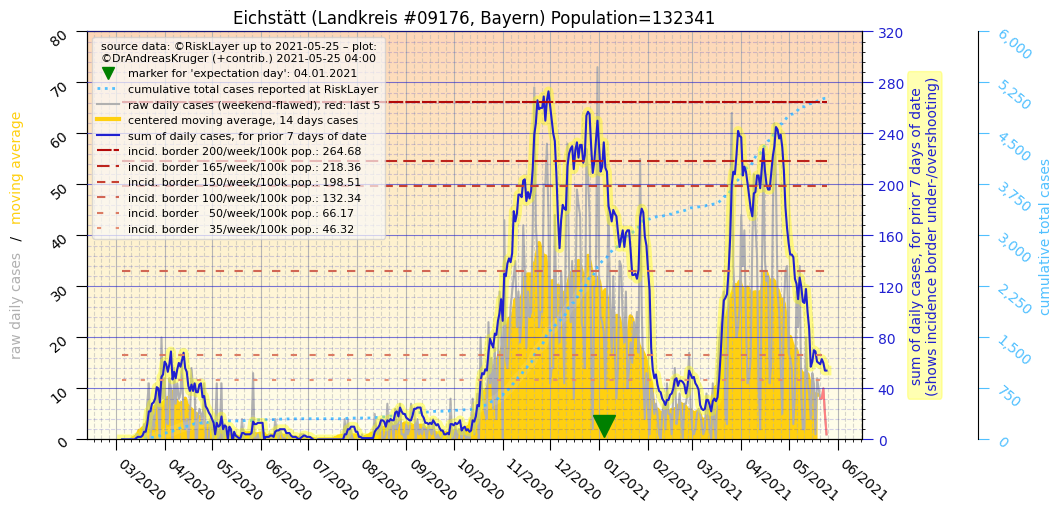 Eichstätt (Landkreis #09176, Bayern) Population=132341
source data: ©RiskLayer up to 2021-05-25 – plot:
©DrAndreasKruger (+contrib.) 2021-05-25 04:00
marker for 'expectation day': 04.01.2021
cumulative total cases reported at RiskLayer
raw daily cases (weekend-flawed), red: last 5
centered moving average, 14 days cases
sum of daily cases, for prior 7 days of date
incid. border 200/week/100k pop.: 264.68
incid. border 165/week/100k pop.: 218.36
incid. border 150/week/100k pop.: 198.51
incid. border 100/week/100k pop.: 132.34
incid. border   50/week/100k pop.: 66.17
incid. border   35/week/100k pop.: 46.32
raw daily cases  /  moving average
80
70
60
50
40
30
20
10
0
03/2020
04/2020
05/2020
06/2020
07/2020
08/2020
09/2020
10/2020
11/2020
12/2020
01/2021
02/2021
03/2021
04/2021
05/2021
06/2021
320
280
240
200
160
120
80
40
0
sum of daily cases, for prior 7 days of date
(shows incidence border under-/overshooting)
6,000
5,250
4,500
3,750
3,000
2,250
1,500
750
0
cumulative total cases